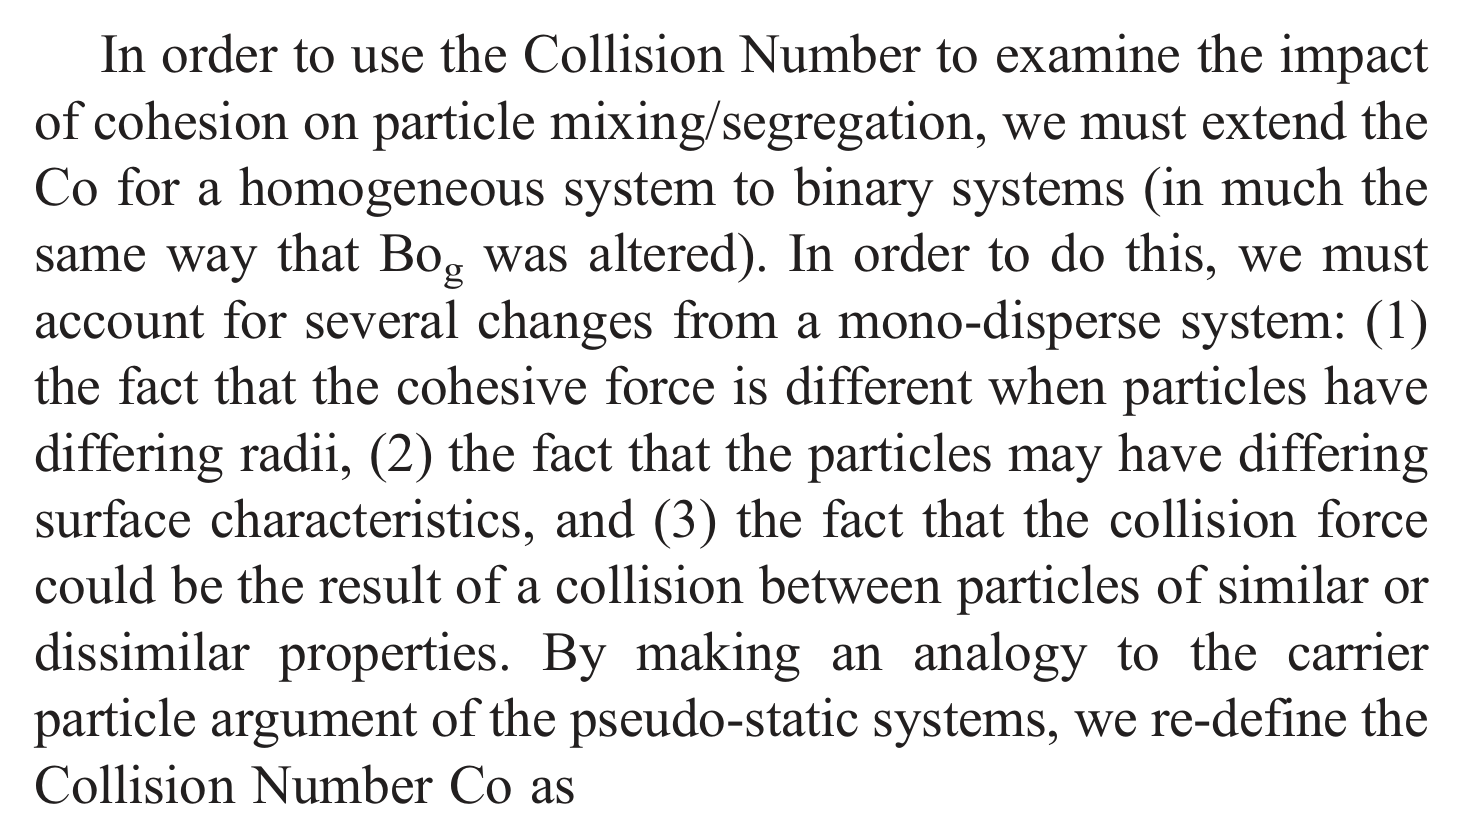 In order to use the Collision Number to examine the impact
of cohesion on particle mixing/segregation, we must extend the
Co for a homogeneous system to binary systems (in much the
same way that Bog was altered). In order to do this, we must
account for several changes from a mono-disperse system: (1)
the fact that the cohesive force is different when particles have
differing radii, (2) the fact that the particles may have differing
surface characteristics, and (3) the fact that the collision force
could be the result of a collision between particles of similar or
dissimilar properties. By making an analogy to the carrier
particle argument of the pseudo-static systems, we re-define the
Collision Number Co as